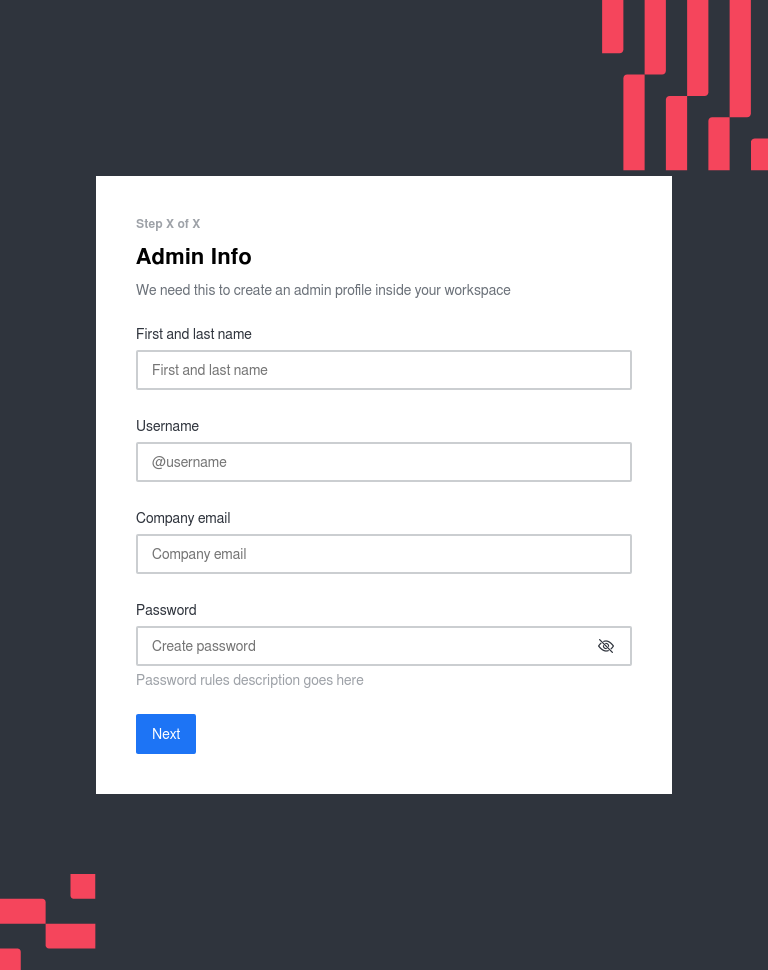 Step X of X
Admin Info
We need this to create an admin profile inside your workspace
First and last name
First and last name
Username
@username
Company email
Company email
Password
Create password
Password rules description goes here
Next